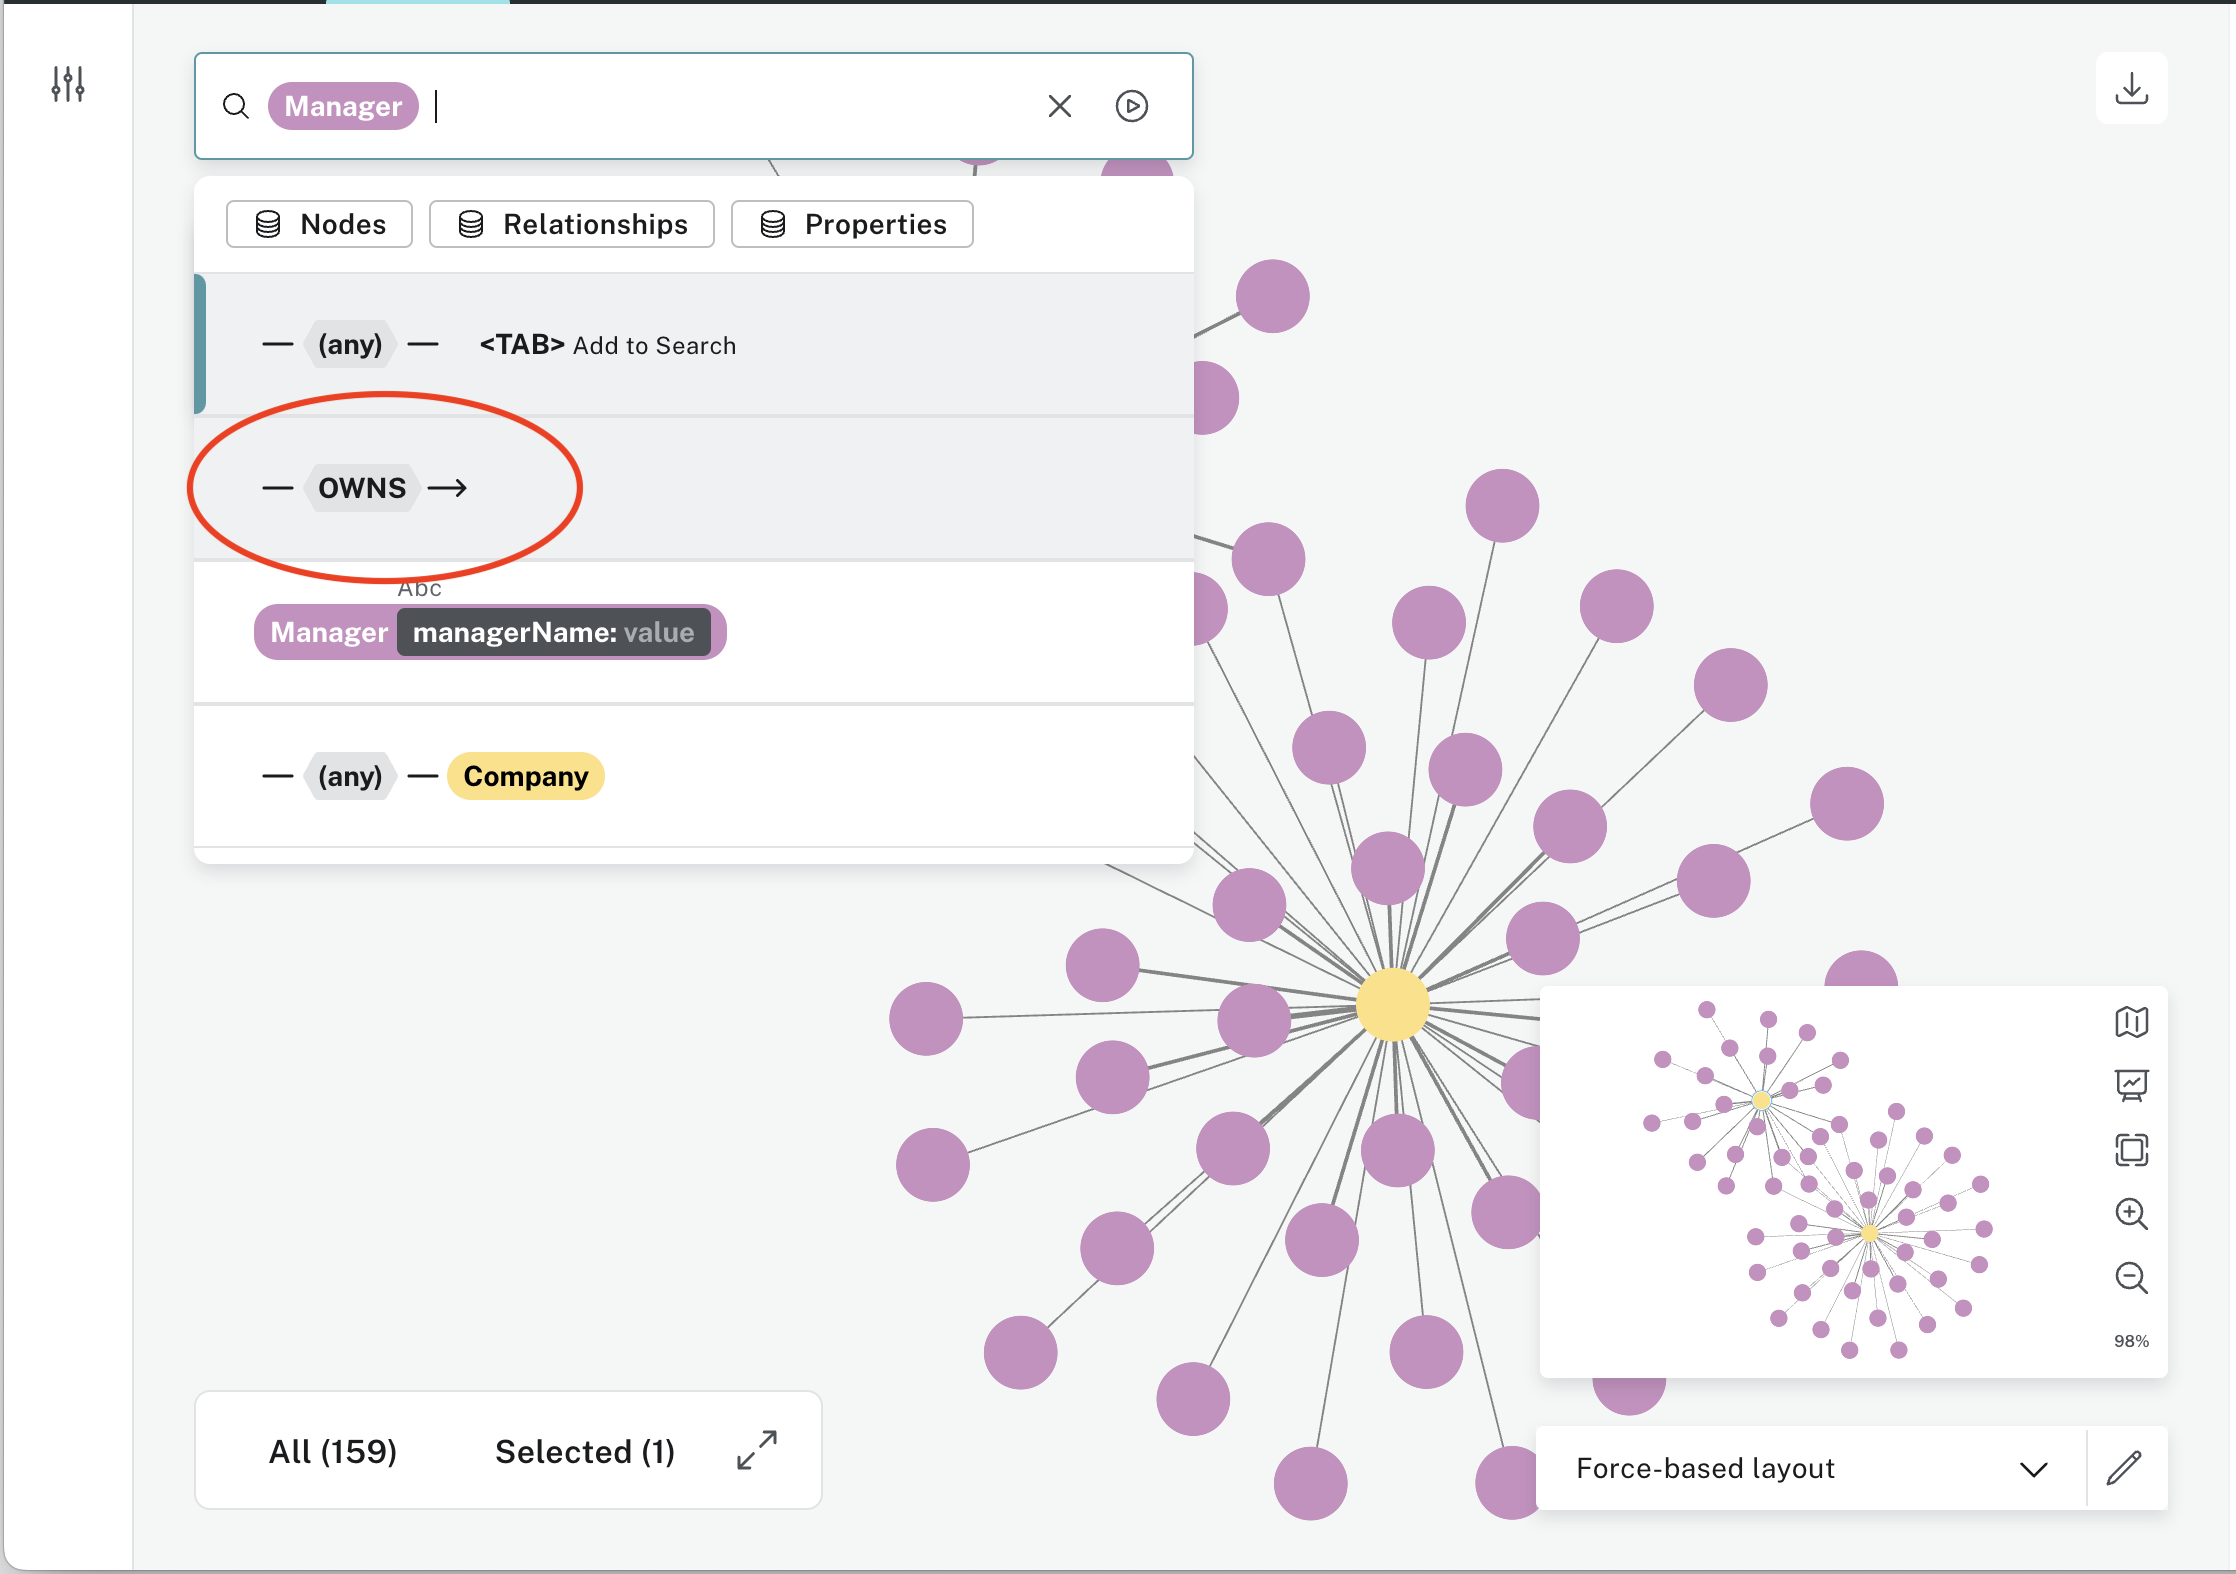 Manager
Nodes Relationships Properties
(any) <TAB> Add to Search
OWNS
Abc
Manager managerName: value
(any) Company
98%
All (159) Selected (1)
Force-based layout